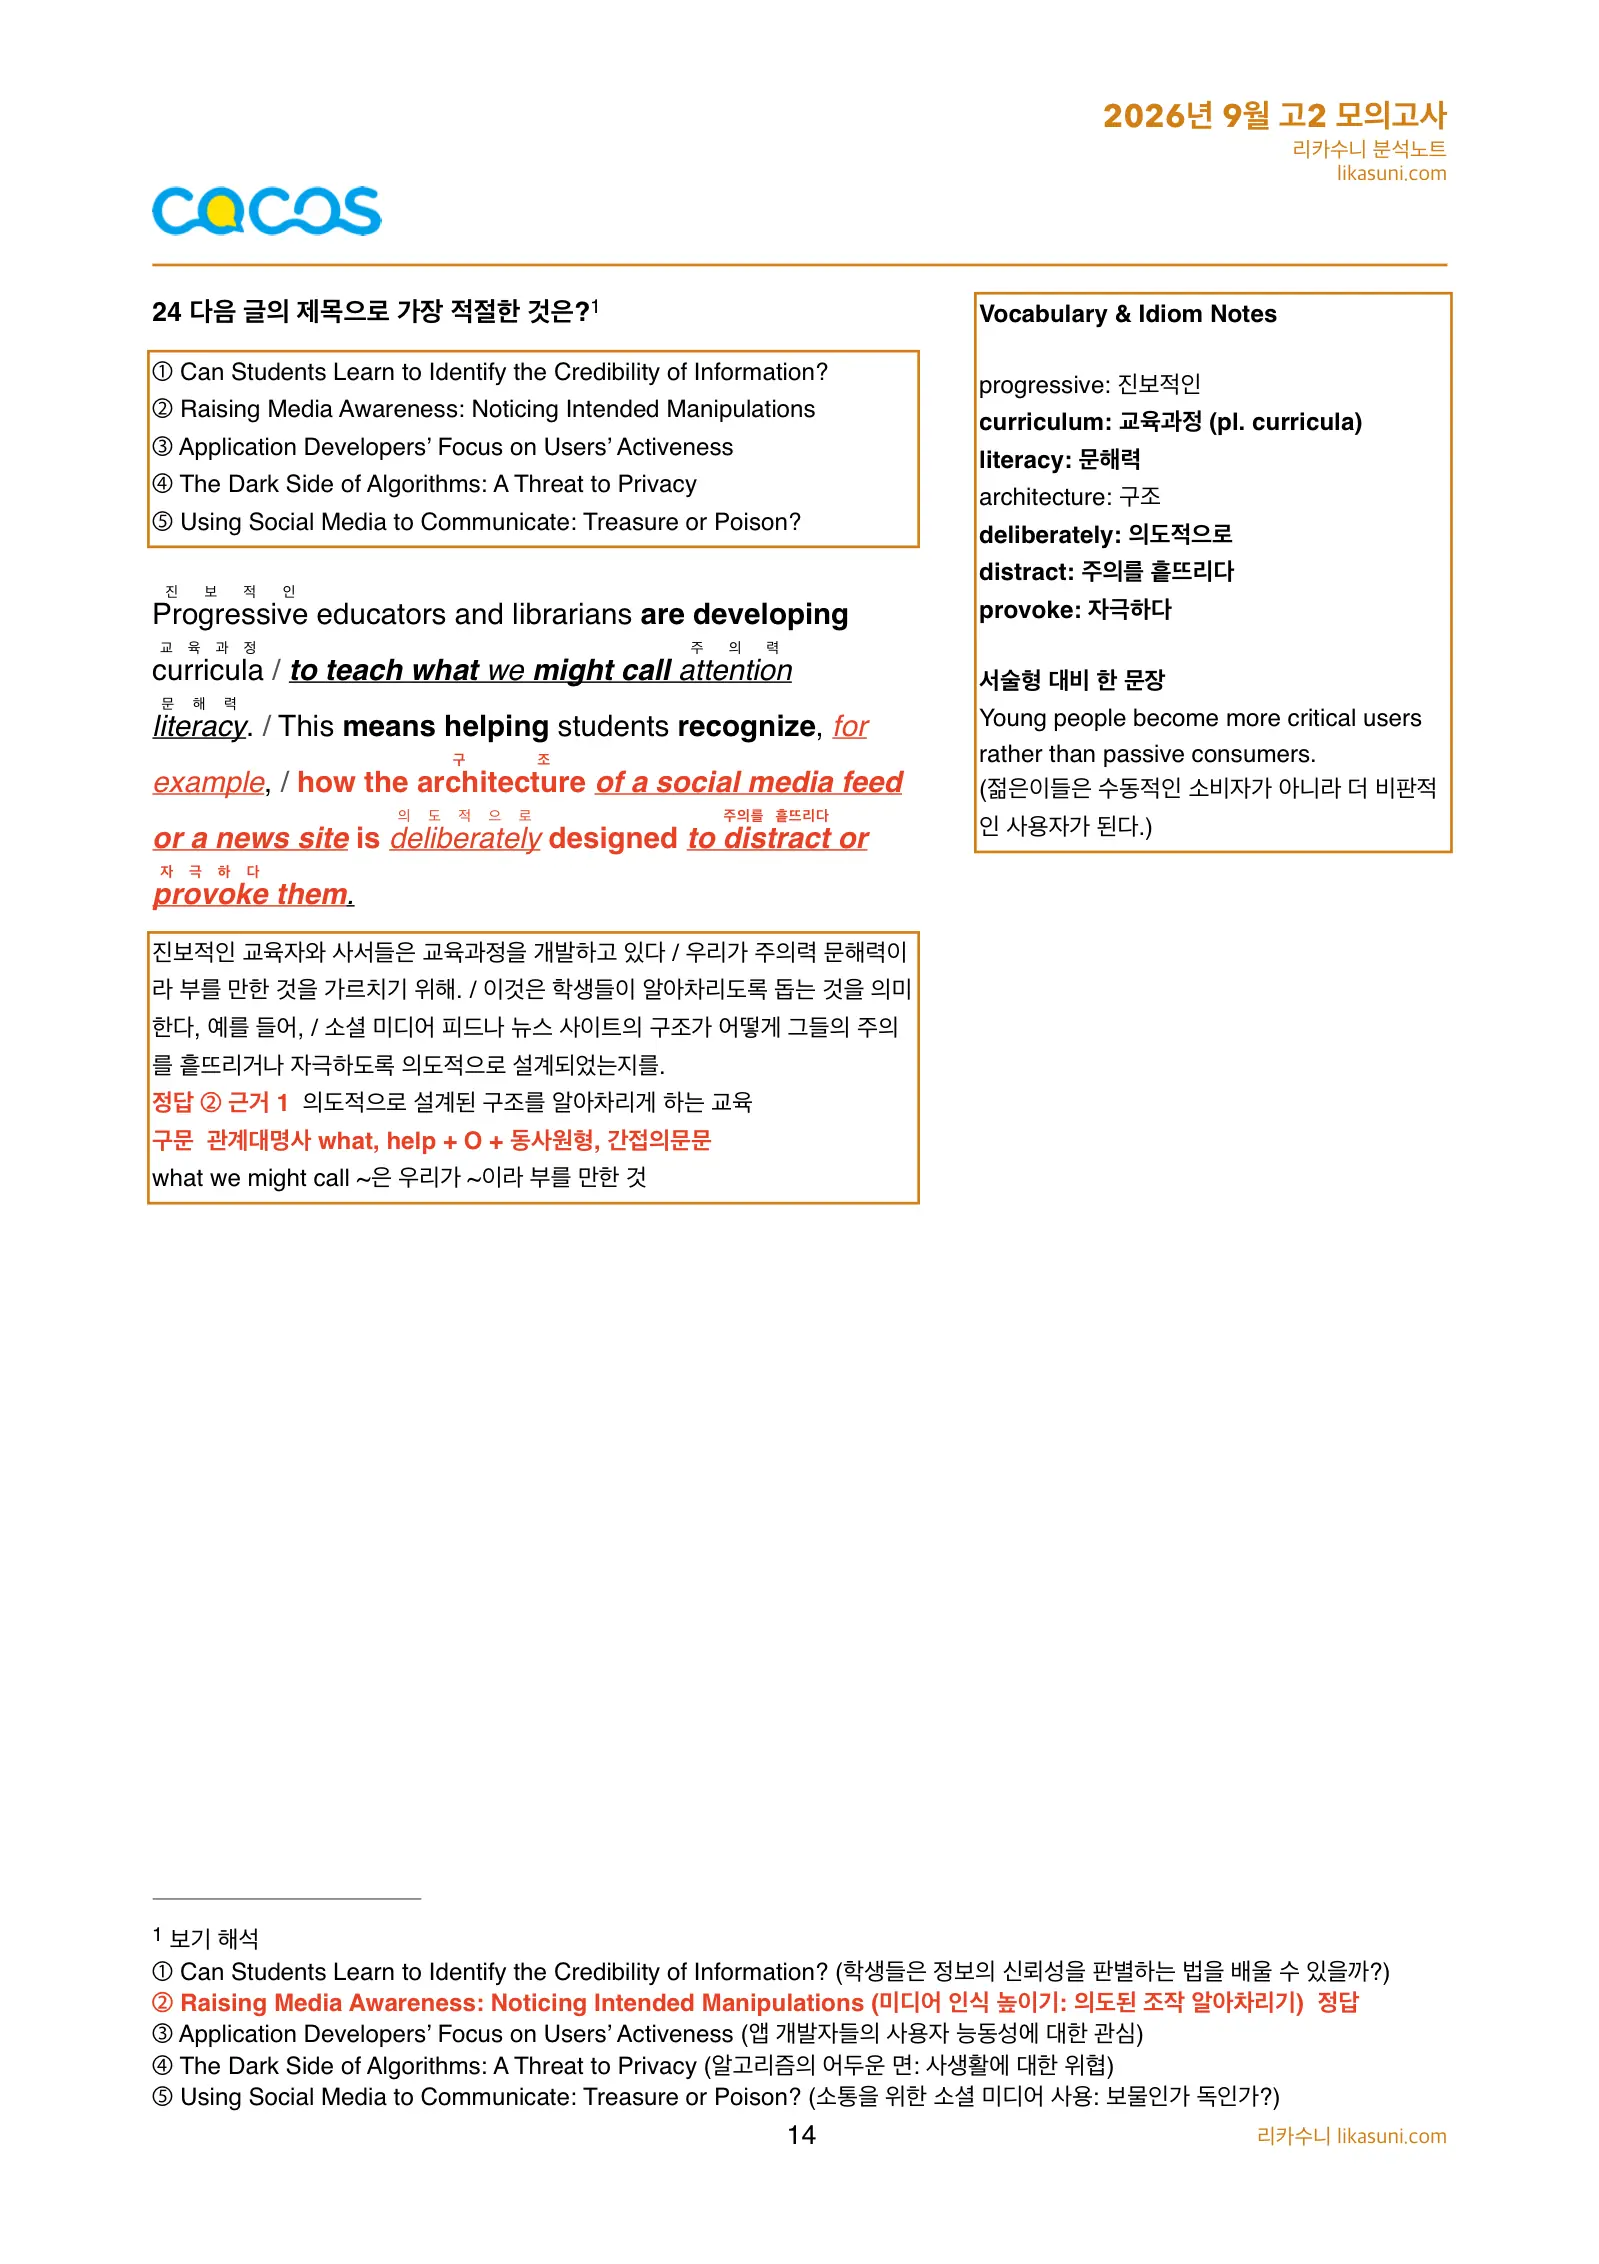 2026년 9월 고2 모의고사
리카수니 분석노트
likasuni.com
cacos
24 다음 글의 제목으로 가장 적절한 것은?1
① Can Students Learn to Identify the Credibility of Information?
② Raising Media Awareness: Noticing Intended Manipulations
③ Application Developers’ Focus on Users’ Activeness
④ The Dark Side of Algorithms: A Threat to Privacy
⑤ Using Social Media to Communicate: Treasure or Poison?
진 보 적 인
Progressive educators and librarians are developing
교 육 과 정 주 의 력
curricula / to teach what we might call attention
문 해 력
literacy. / This means helping students recognize, for
구 조
example, / how the architecture of a social media feed
의 도 적 으 로 주의를 흩뜨리다
or a news site is deliberately designed to distract or
자 극 하 다
provoke them.
진보적인 교육자와 사서들은 교육과정을 개발하고 있다 / 우리가 주의력 문해력이
라 부를 만한 것을 가르치기 위해. / 이것은 학생들이 알아차리도록 돕는 것을 의미
한다, 예를 들어, / 소셜 미디어 피드나 뉴스 사이트의 구조가 어떻게 그들의 주의
를 흩뜨리거나 자극하도록 의도적으로 설계되었는지를.
정답 ② 근거 1 의도적으로 설계된 구조를 알아차리게 하는 교육
구문 관계대명사 what, help + O + 동사원형, 간접의문문
what we might call ~은 우리가 ~이라 부를 만한 것
Vocabulary & Idiom Notes
progressive: 진보적인
curriculum: 교육과정 (pl. curricula)
literacy: 문해력
architecture: 구조
deliberately: 의도적으로
distract: 주의를 흩뜨리다
provoke: 자극하다
서술형 대비 한 문장
Young people become more critical users
rather than passive consumers.
(젊은이들은 수동적인 소비자가 아니라 더 비판적
인 사용자가 된다.)
1 보기 해석
① Can Students Learn to Identify the Credibility of Information? (학생들은 정보의 신뢰성을 판별하는 법을 배울 수 있을까?)
② Raising Media Awareness: Noticing Intended Manipulations (미디어 인식 높이기: 의도된 조작 알아차리기) 정답
③ Application Developers’ Focus on Users’ Activeness (앱 개발자들의 사용자 능동성에 대한 관심)
④ The Dark Side of Algorithms: A Threat to Privacy (알고리즘의 어두운 면: 사생활에 대한 위협)
⑤ Using Social Media to Communicate: Treasure or Poison? (소통을 위한 소셜 미디어 사용: 보물인가 독인가?)
14
리카수니 likasuni.com